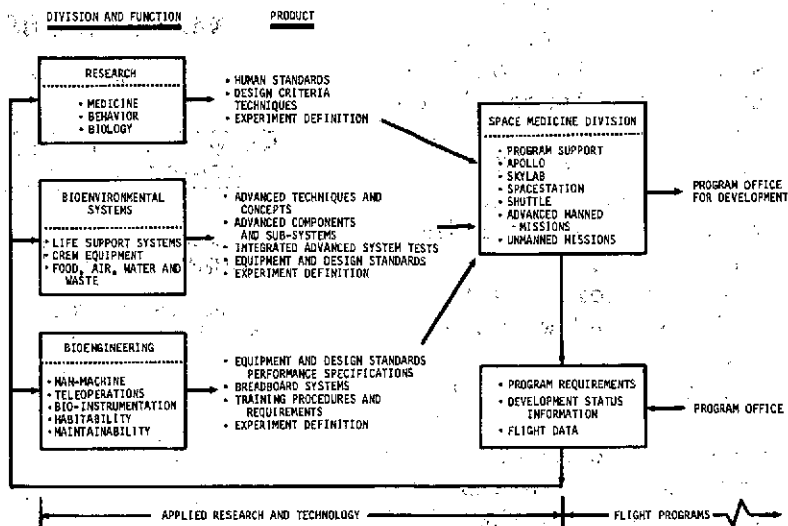 DIVISION AND FUNCTION
PRODUCT
RESEARCH
• MEDICINE
• BEHAVIOR
• BIOLOGY
• HUMAN STANDARDS
• DESIGN CRITERIA
TECHNIQUES
• EXPERIMENT DEFINITION
BIOENVIRONMENTAL
SYSTEMS
• LIFE SUPPORT SYSTEMS
• CREW EQUIPMENT
• FOOD, AIR, WATER AND
WASTE
• ADVANCED TECHNIQUES AND
CONCEPTS
• ADVANCED COMPONENTS
AND SUB-SYSTEMS
• INTEGRATED ADVANCED SYSTEM TESTS
• EQUIPMENT AND DESIGN STANDARDS
• EXPERIMENT DEFINITION
BIOENGINEERING
• MAN-MACHINE
• TELEOPERATIONS
• BIO-INSTRUMENTATION
• HABITABILITY
• MAINTAINABILITY
• EQUIPMENT AND DESIGN STANDARDS
PERFORMANCE SPECIFICATIONS
• BREADBOARD SYSTEMS
• TRAINING PROCEDURES AND
REQUIREMENTS
• EXPERIMENT DEFINITION
SPACE MEDICINE DIVISION
• PROGRAM SUPPORT
• APOLLO
• SKYLAB
• SPACESTATION
• SHUTTLE
• ADVANCED MANNED
- MISSIONS
• UNMANNED MISSIONS
PROGRAM OFFICE
FOR DEVELOPMENT
• PROGRAM REQUIREMENTS
• DEVELOPMENT STATUS
INFORMATION
• FLIGHT DATA
PROGRAM OFFICE
APPLIED RESEARCH AND TECHNOLOGY
FLIGHT PROGRAMS